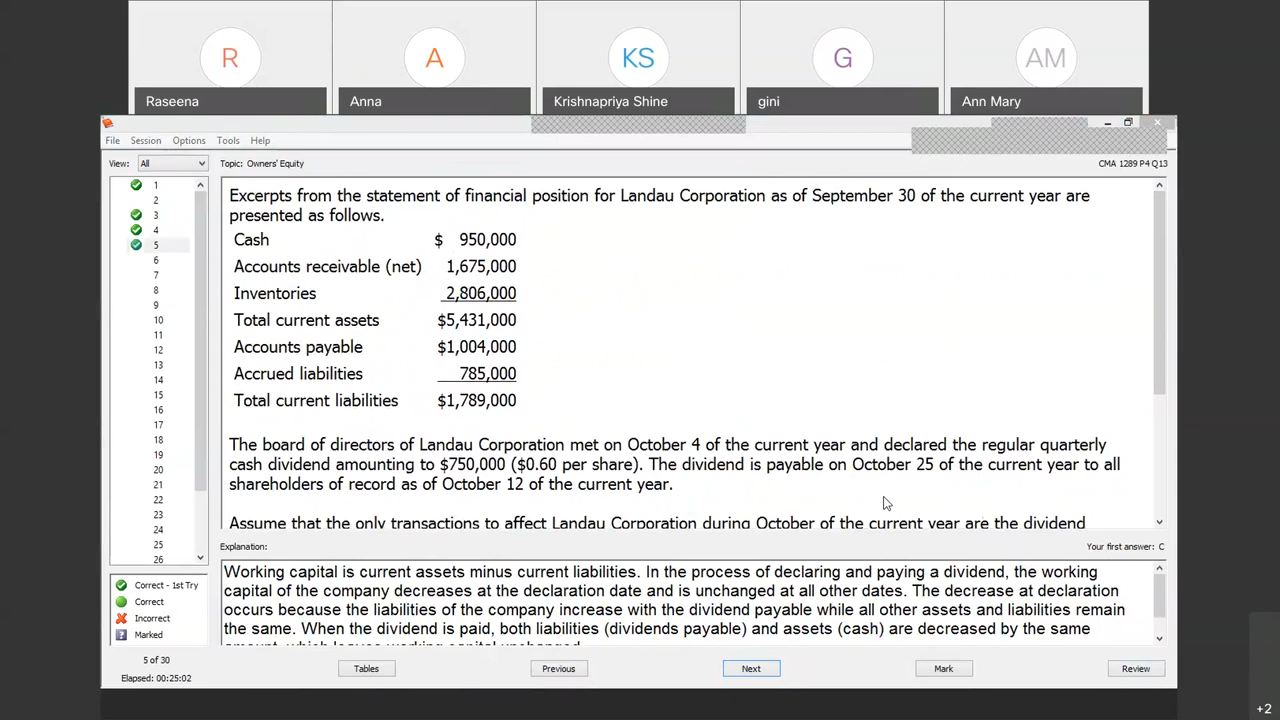 R A KS G AM
Raseena Anna Krishnapriya Shine gini Ann Mary
File Session Options Tools Help
View: All Topic: Owners' Equity CMA 1289 P4 Q13
1
2
3
4
5
6
7
8
9
10
11
12
13
14
15
16
17
18
19
20
21
22
23
24
25
26
Excerpts from the statement of financial position for Landau Corporation as of September 30 of the current year are
presented as follows.
Cash $ 950,000
Accounts receivable (net) 1,675,000
Inventories 2,806,000
Total current assets $5,431,000
Accounts payable $1,004,000
Accrued liabilities 785,000
Total current liabilities $1,789,000
The board of directors of Landau Corporation met on October 4 of the current year and declared the regular quarterly
cash dividend amounting to $750,000 ($0.60 per share). The dividend is payable on October 25 of the current year to all
shareholders of record as of October 12 of the current year.
Assume that the only transactions to affect Landau Corporation during October of the current year are the dividend
Explanation: Your first answer: C
Working capital is current assets minus current liabilities. In the process of declaring and paying a dividend, the working
capital of the company decreases at the declaration date and is unchanged at all other dates. The decrease at declaration
occurs because the liabilities of the company increase with the dividend payable while all other assets and liabilities remain
the same. When the dividend is paid, both liabilities (dividends payable) and assets (cash) are decreased by the same
amount, which leaves working capital unchanged.
Correct - 1st Try
Correct
Incorrect
? Marked
5 of 30
Elapsed: 00:25:02
Tables Previous Next Mark Review
+2